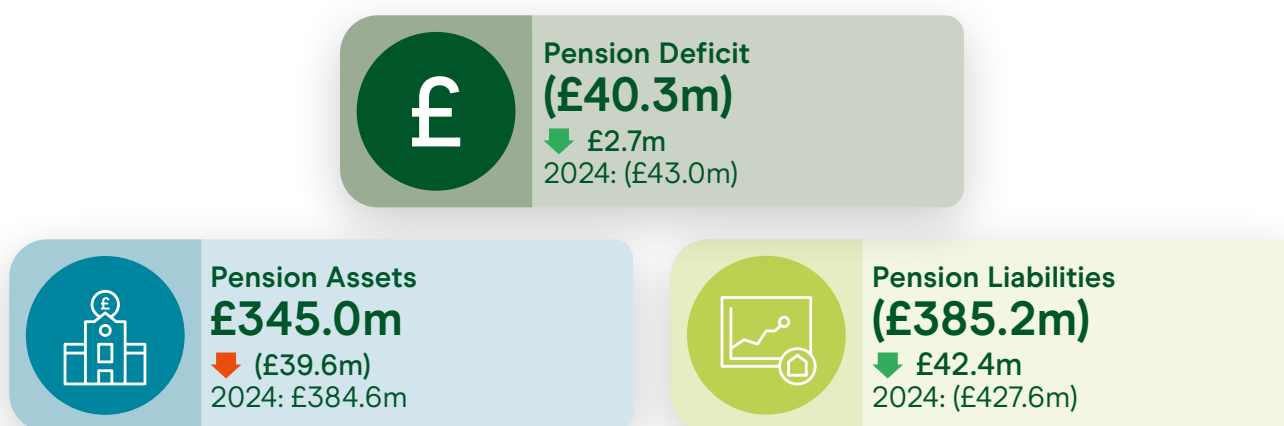 £
Pension Deficit
(£40.3m)
£2.7m
2024: (£43.0m)
£
Pension Assets
£345.0m
(£39.6m)
2024: £384.6m
Pension Liabilities
(£385.2m)
£42.4m
2024: (£427.6m)